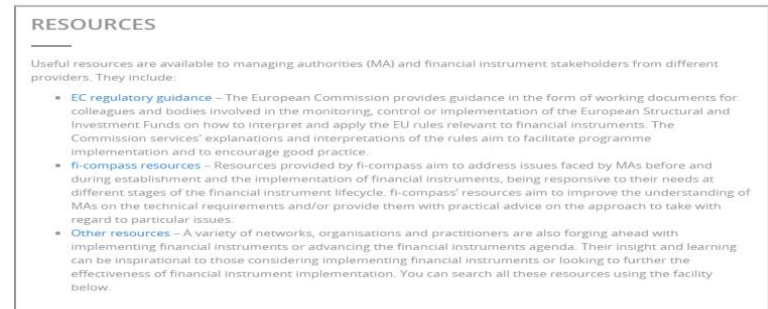 RESOURCES
Useful resources are available to managing authorities (MA) and financial instrument stakeholders from different
providers. They include:
• EC regulatory guidance – The European Commission provides guidance in the form of working documents for
colleagues and bodies involved in the monitoring, control or implementation of the European Structural and
Investment Funds on how to interpret and apply the EU rules relevant to financial instruments. The
Commission services' explanations and interpretations of the rules aim to facilitate programme
implementation and to encourage good practice.
• fi-compass resources – Resources provided by fi-compass aim to address issues faced by MAs before and
during establishment and the implementation of financial instruments, being responsive to their needs at
different stages of the financial instrument lifecycle. fi-compass' resources aim to improve the understanding of
MAs on the technical requirements and/or provide them with practical advice on the approach to take with
regard to particular issues.
• Other resources – A variety of networks, organisations and practitioners are also forging ahead with
implementing financial instruments or advancing the financial instruments agenda. Their insight and learning
can be inspirational to those considering implementing financial instruments or looking to further the
effectiveness of financial instrument implementation. You can search all these resources using the facility
below.